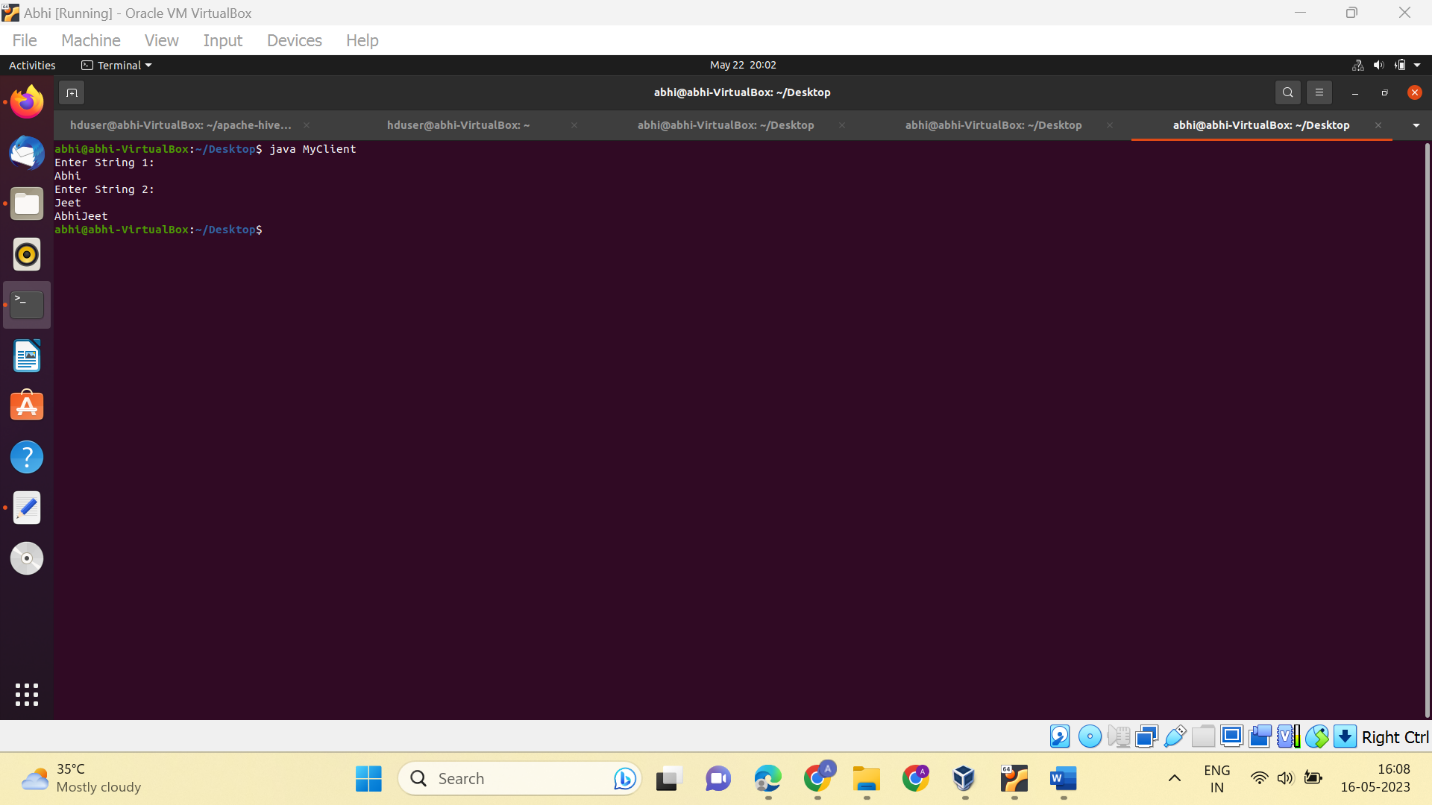 Abhi [Running] - Oracle VM VirtualBox
File Machine View Input Devices Help
Activities Terminal May 22 20:02
abhi@abhi-VirtualBox: ~/Desktop
hduser@abhi-VirtualBox: ~/apache-hive... hduser@abhi-VirtualBox: ~ abhi@abhi-VirtualBox: ~/Desktop abhi@abhi-VirtualBox: ~/Desktop abhi@abhi-VirtualBox: ~/Desktop
abhi@abhi-VirtualBox:~/Desktop$ java MyClient
Enter String 1:
Abhi
Enter String 2:
Jeet
AbhiJeet
abhi@abhi-VirtualBox:~/Desktop$
Right Ctrl
35°C
Mostly cloudy
Search
ENG
IN
16:08
16-05-2023